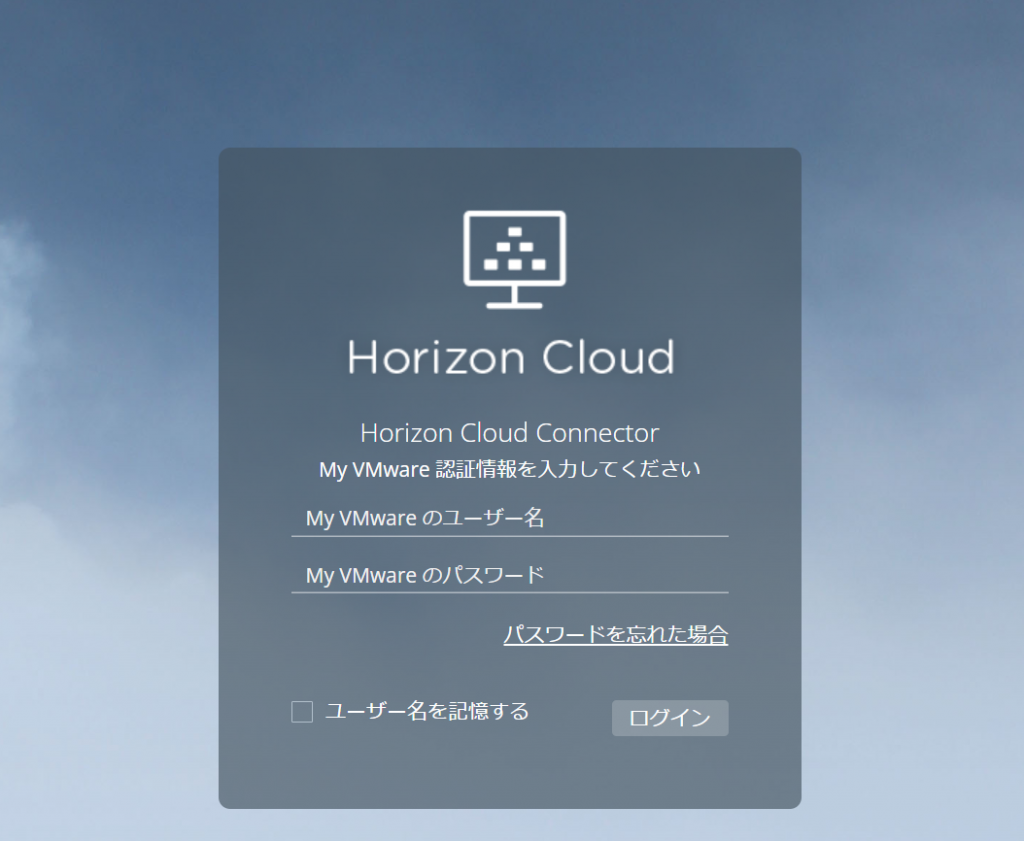 Horizon Cloud
Horizon Cloud Connector
My VMware 認証情報を入力してください
My VMware のユーザー名
My VMware のパスワード
パスワードを忘れた場合
ユーザー名を記憶する
ログイン